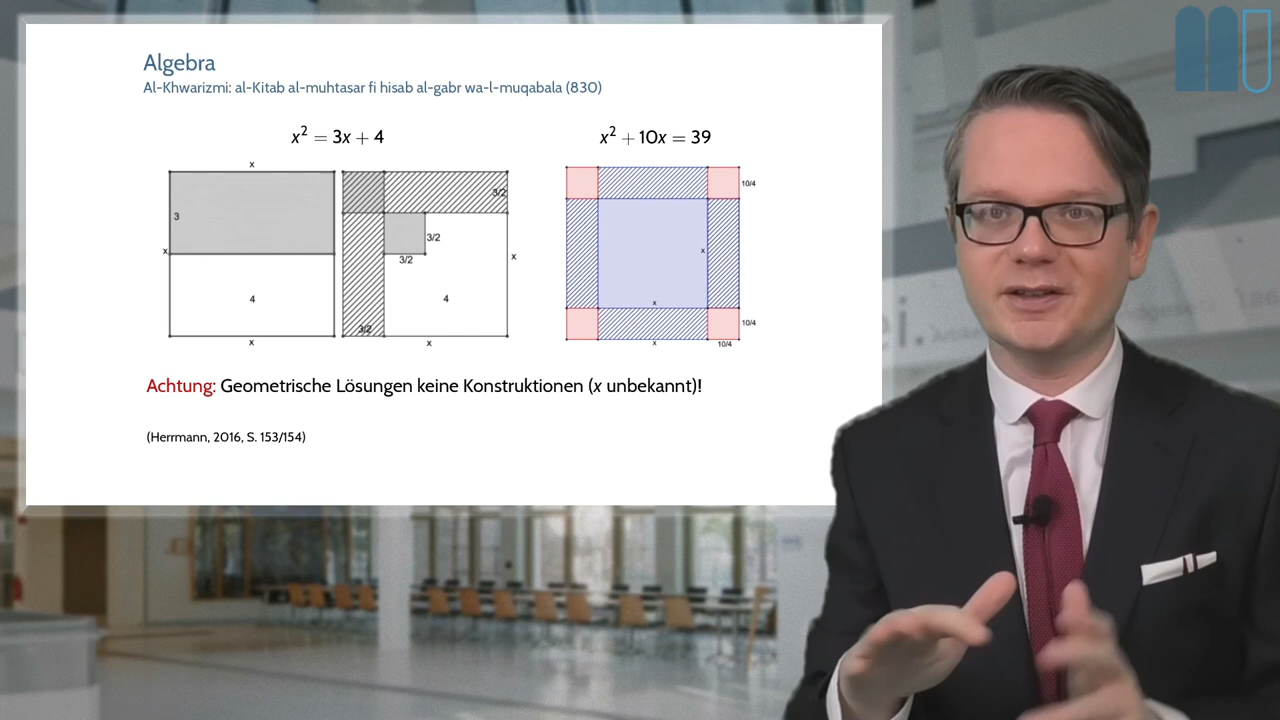 Algebra
Al-Khwarizmi: al-Kitab al-muhtasar fi hisab al-gabr wa-l-muqabala (830)
x² = 3x + 4
x² + 10x = 39
x
3
x
4
x
3/2
3/2
3/2
x
4
3/2
x
10/4
x
x
10/4
x
10/4
Achtung: Geometrische Lösungen keine Konstruktionen (x unbekannt)!
(Herrmann, 2016, S. 153/154)
ei.